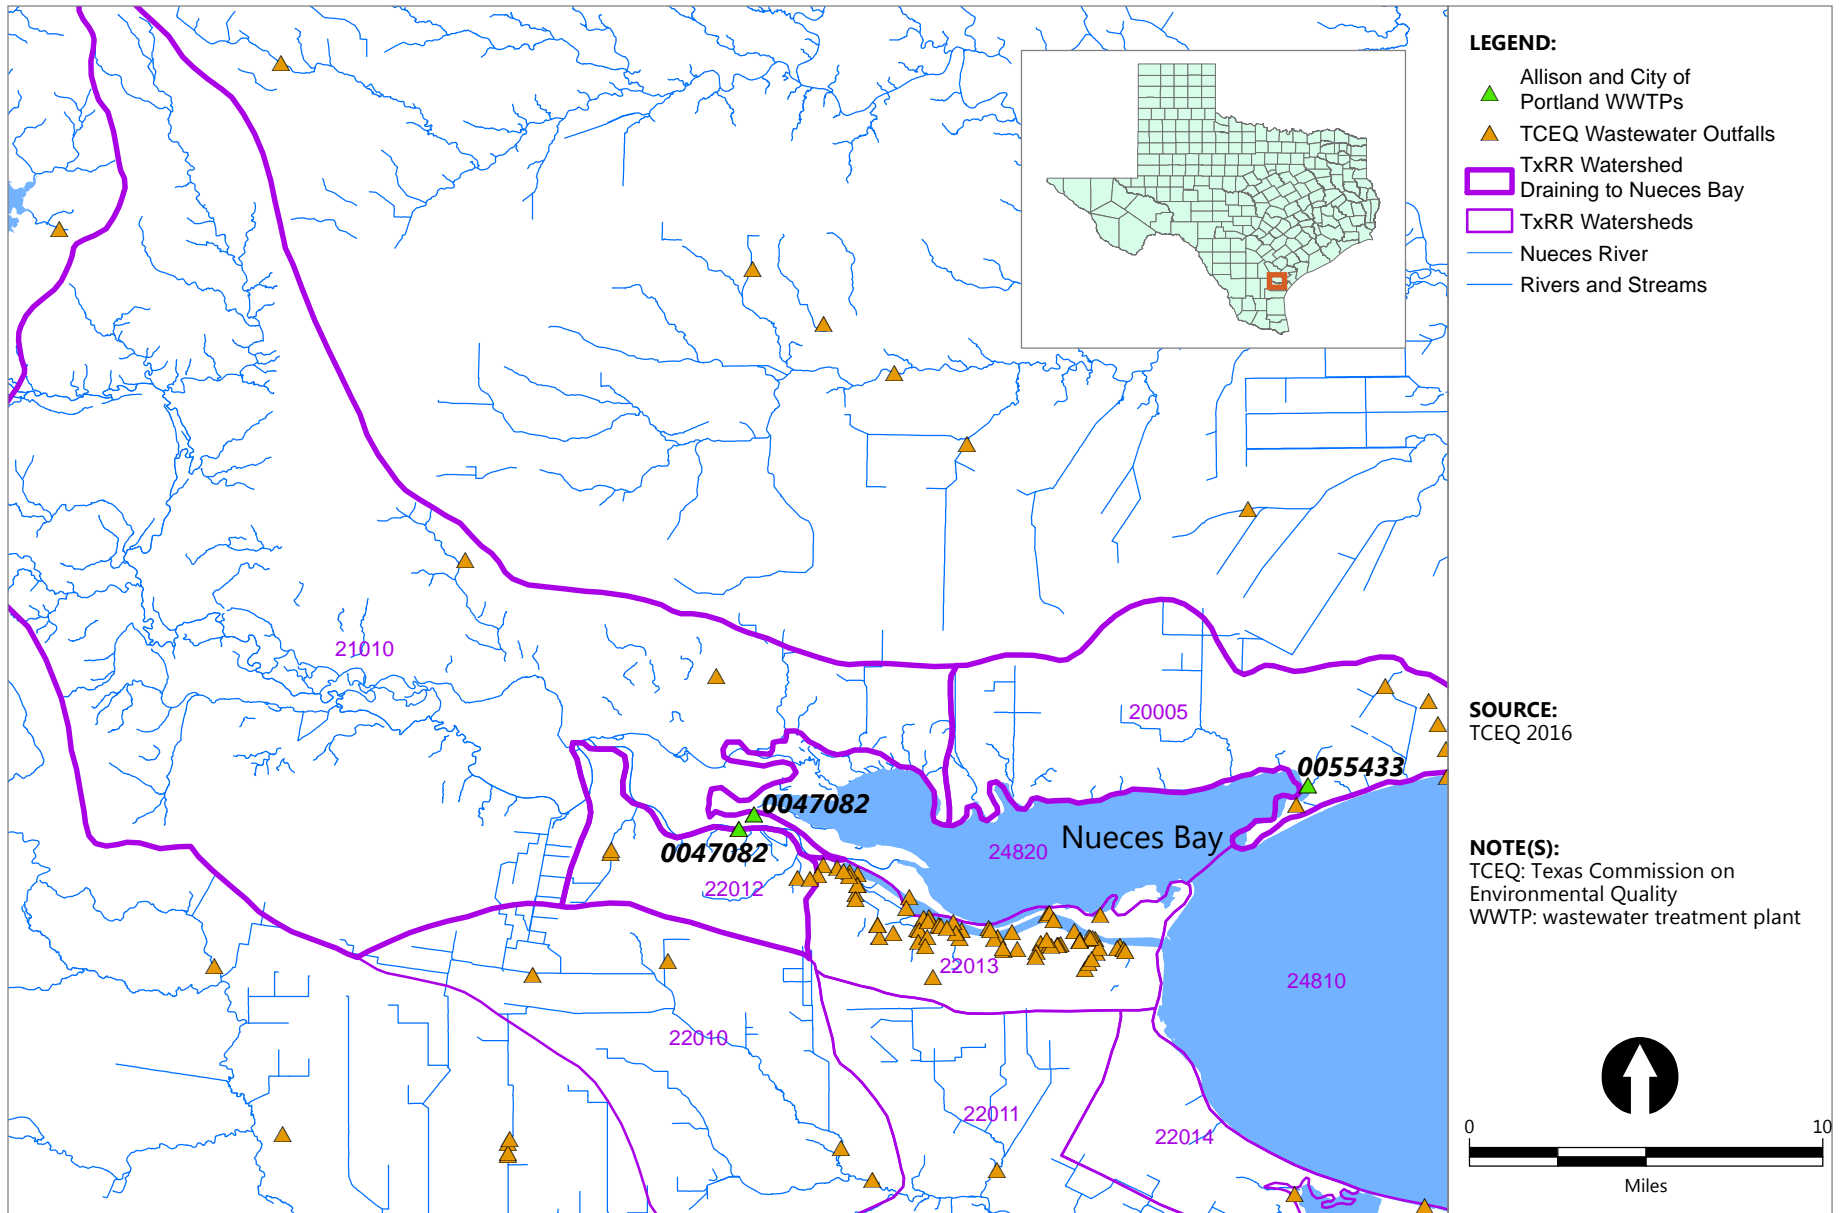 LEGEND:
Allison and City of
Portland WWTPs
TCEQ Wastewater Outfalls
TxRR Watershed
Draining to Nueces Bay
TxRR Watersheds
Nueces River
Rivers and Streams
21010
20005
0055433
0047082
Nueces Bay
24820
0047082
22012
22013
24810
22010
22011
22014
SOURCE:
TCEQ 2016
NOTE(S):
TCEQ: Texas Commission on
Environmental Quality
WWTP: wastewater treatment plant
0 10
Miles